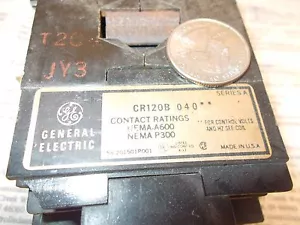 T20
JY3
SERIES A
CR120B 040**
GE
GENERAL
ELECTRIC
CONTACT RATINGS
NEMA A600
NEMA P300
** FOR CONTROL VOLTS
AND HZ SEE COIL
MADE IN U.S.A.